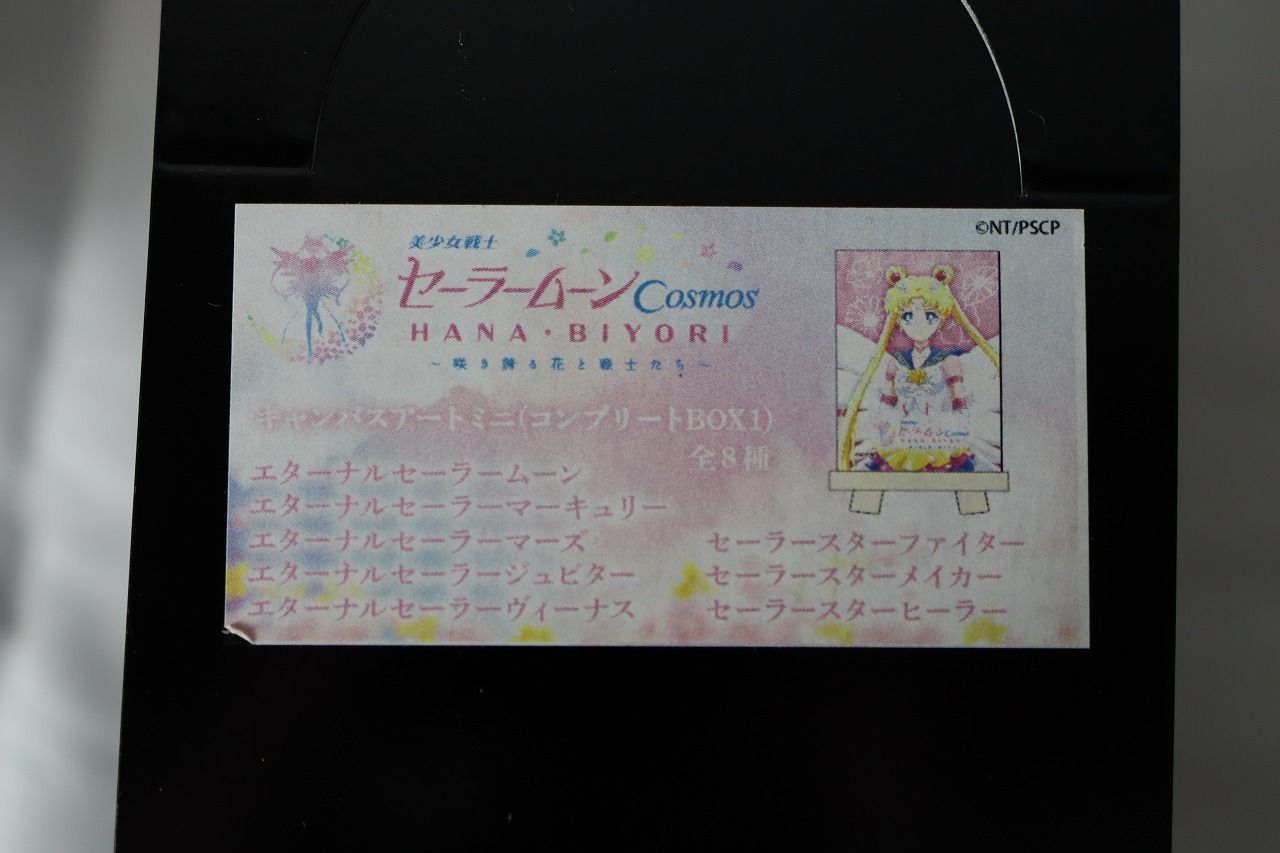 ©NT/PSCP
美少女戦士
セーラームーンCosmos
HANA・BIYORI
～咲き誇る花と戦士たち～
キャンバスアートミニ(コンプリートBOX1)
全8種
エターナルセーラームーン
エターナルセーラーマーキュリー
エターナルセーラーマーズ
エターナルセーラージュピター
エターナルセーラーヴィーナス
セーラースターファイター
セーラースターメイカー
セーラースターヒーラー